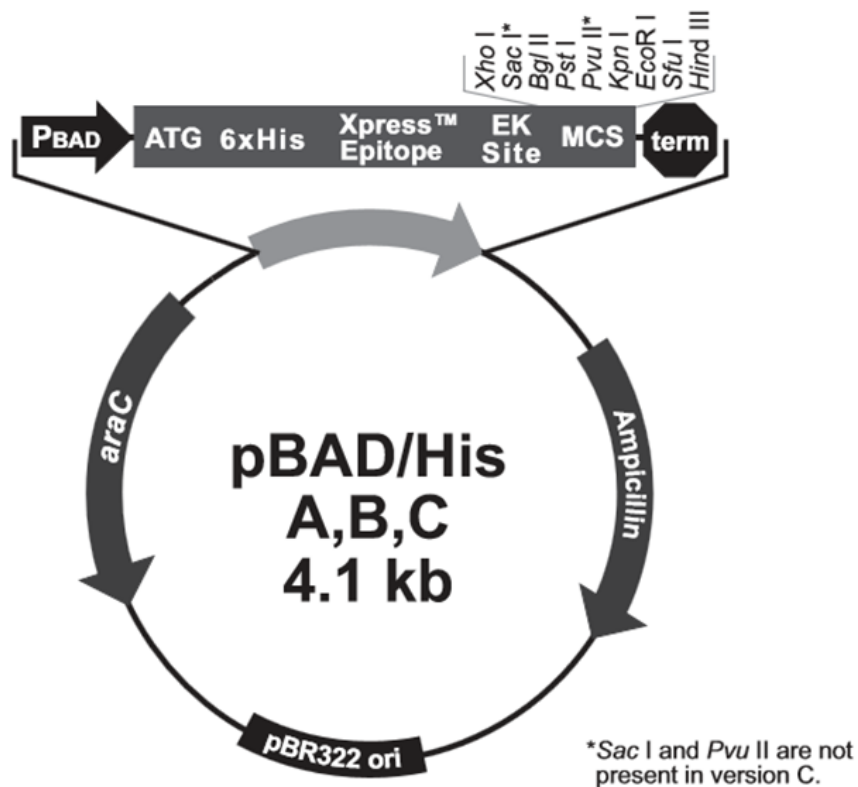 Xho I
Sac I*
Bgl II
Pst I
Pvu II*
Kpn I
EcoR I
Sfu I
Hind III
PBAD
ATG
6xHis
Xpress™
Epitope
EK
Site
MCS
term
araC
Ampicillin
pBAD/His
A,B,C
4.1 kb
pBR322 ori
*Sac I and Pvu II are not
present in version C.